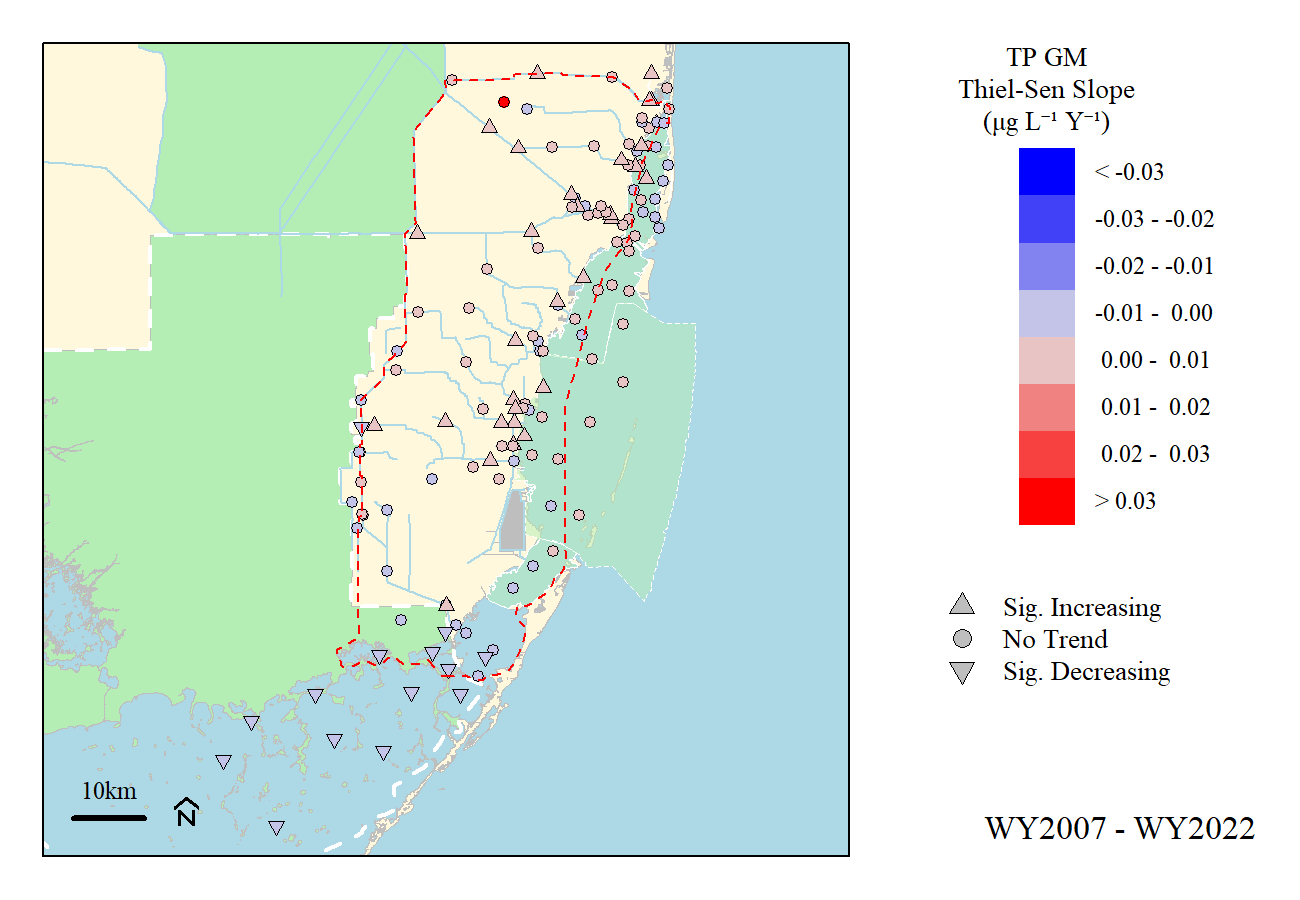 TP GM
Thiel-Sen Slope
(μg L⁻¹ Y⁻¹)
< -0.03
-0.03 - -0.02
-0.02 - -0.01
-0.01 - 0.00
0.00 - 0.01
0.01 - 0.02
0.02 - 0.03
> 0.03
Sig. Increasing
No Trend
Sig. Decreasing
10km
N
WY2007 - WY2022